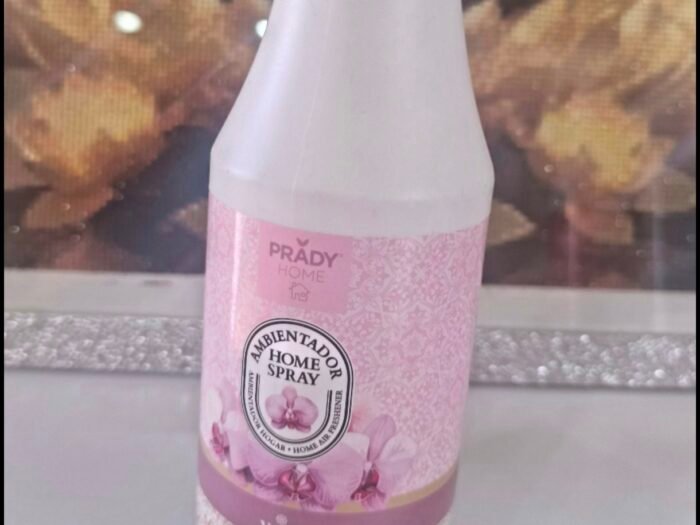 PRADY
HOME
AMBIENTADOR
HOME
SPRAY
AMBIENTADOR HOGAR • HOME AIR FRESHENER